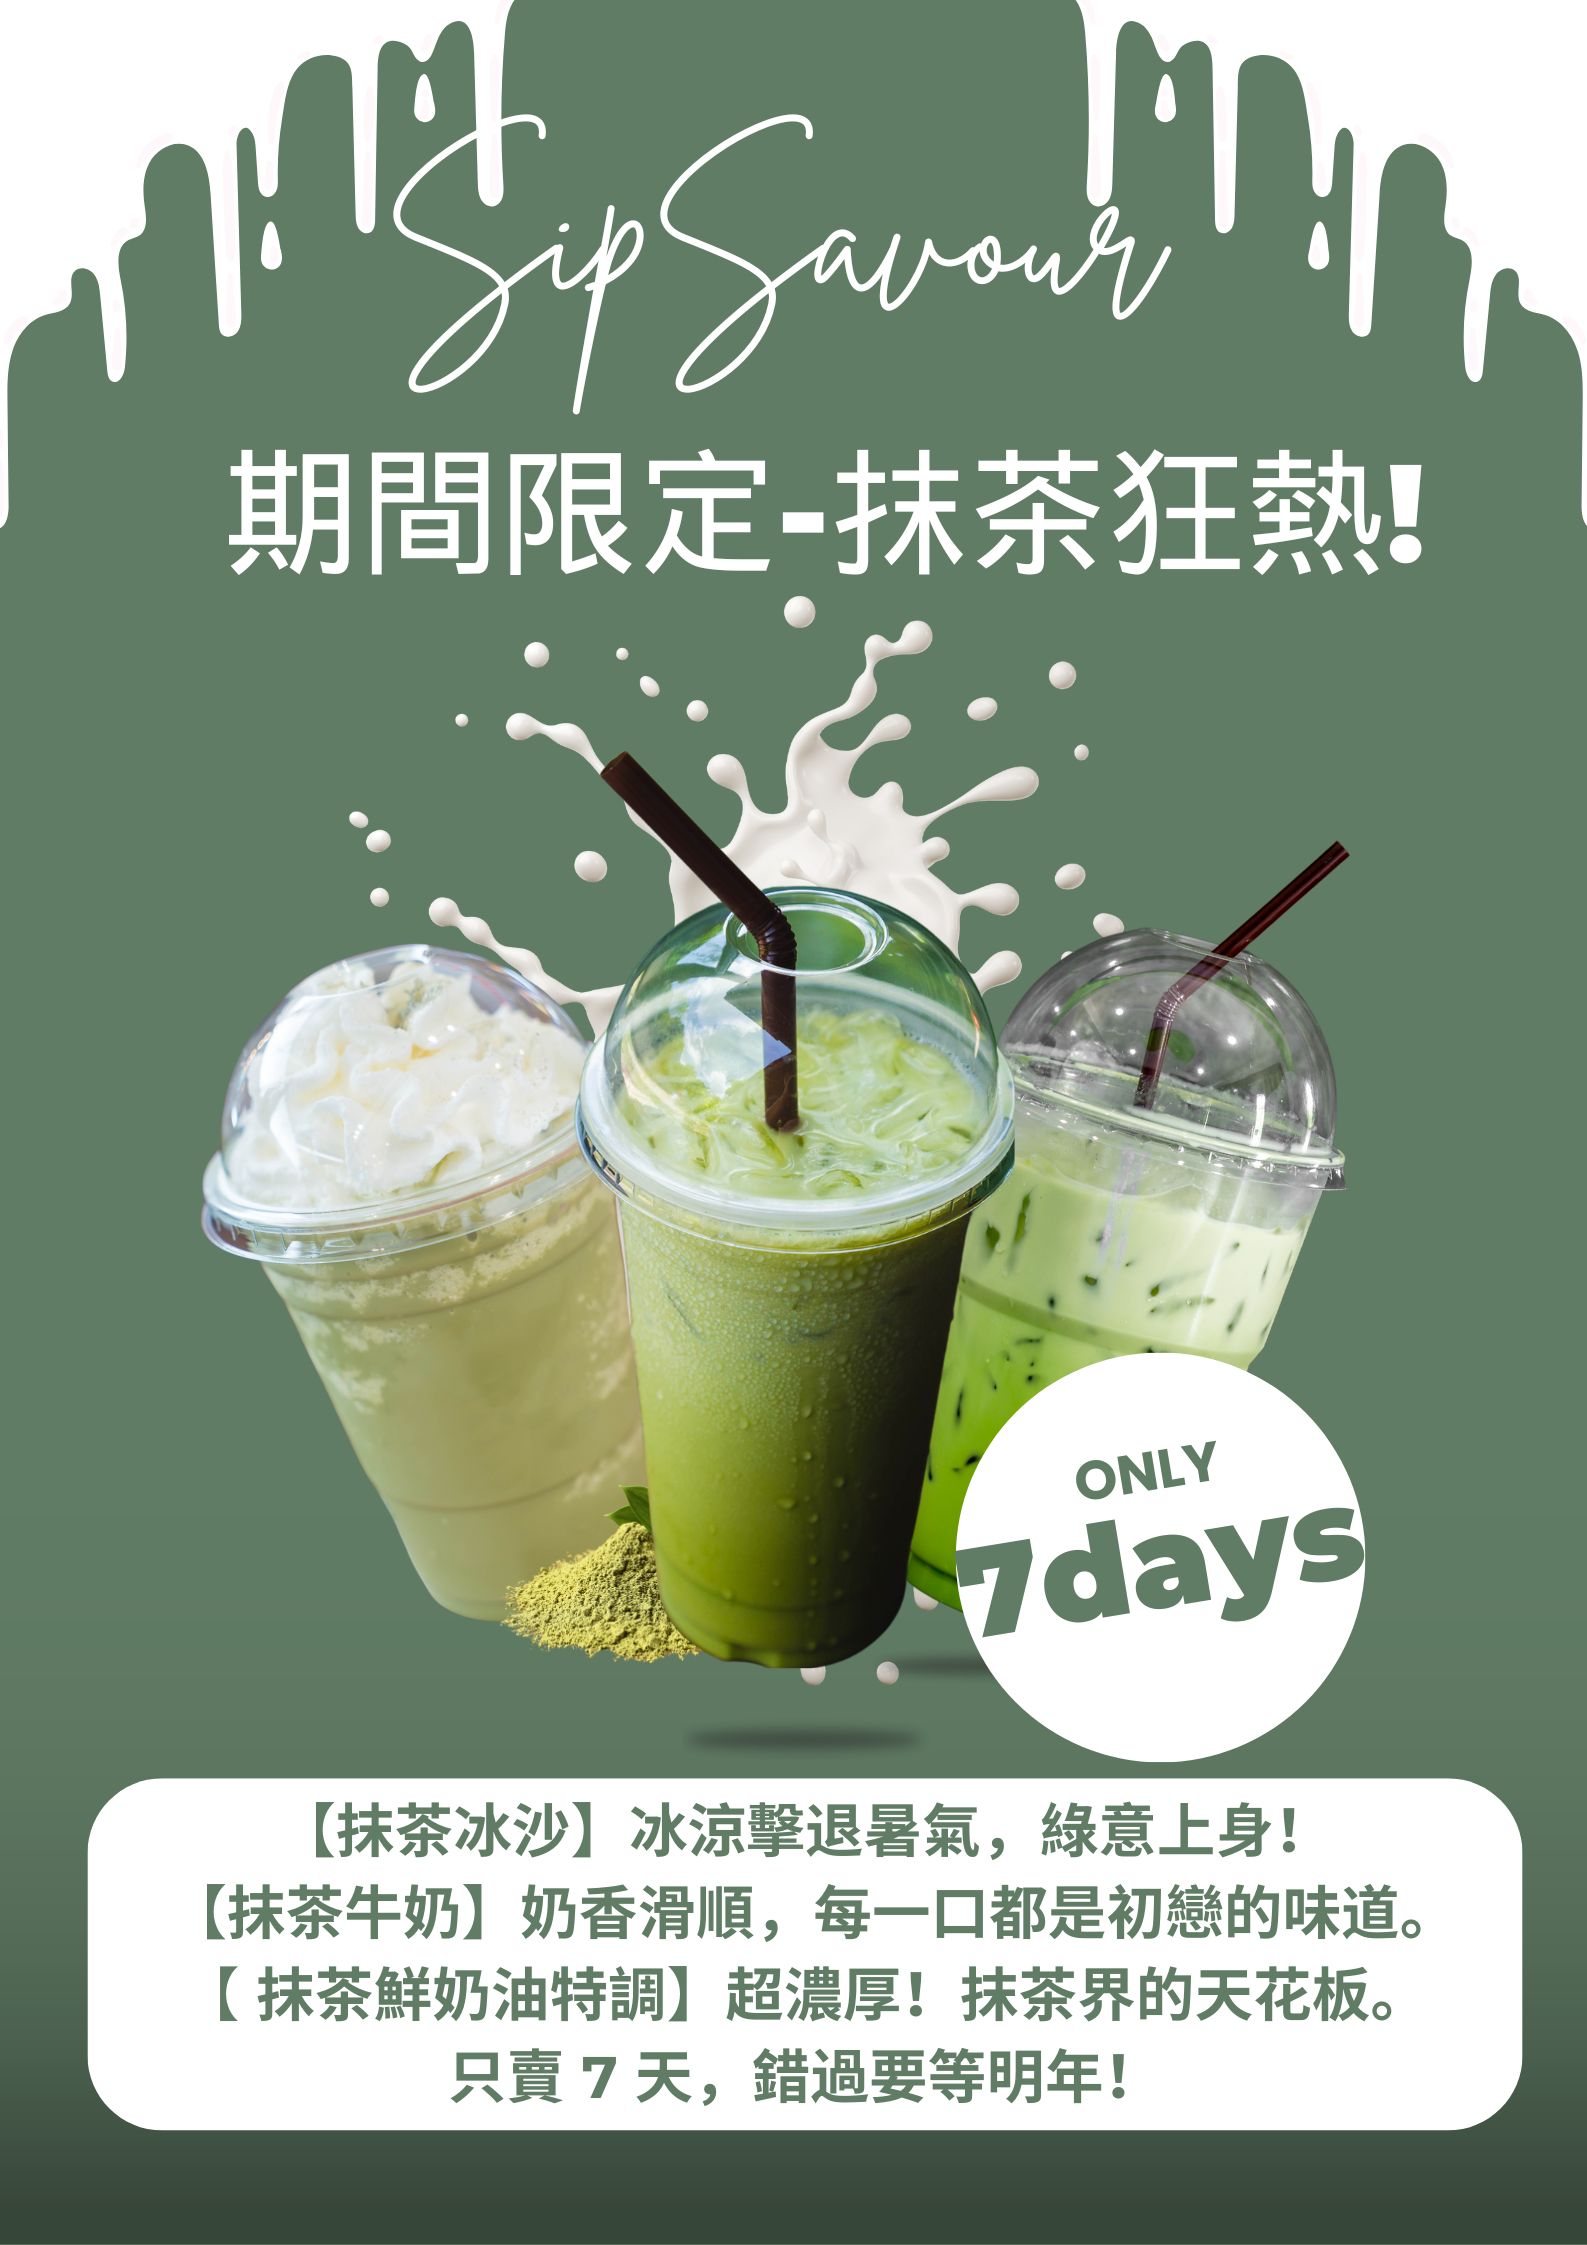 Sip Savour
期間限定-抹茶狂熱!
ONLY
7days
【抹茶冰沙】冰涼擊退暑氣，綠意上身！
【抹茶牛奶】奶香滑順，每一口都是初戀的味道。
【 抹茶鮮奶油特調】超濃厚！抹茶界的天花板。
只賣 7 天，錯過要等明年！